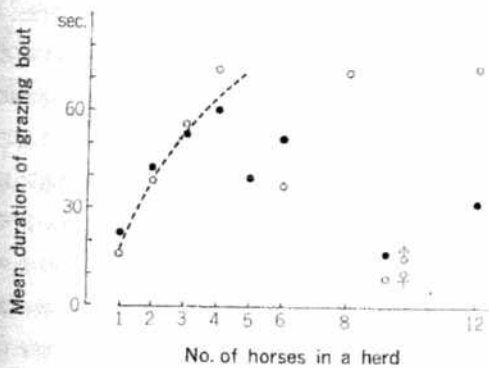 Mean duration of grazing bout
sec.
60
30
0
1 2 3 4 5 6 8 12
● ♂
○ ♀
No. of horses in a herd